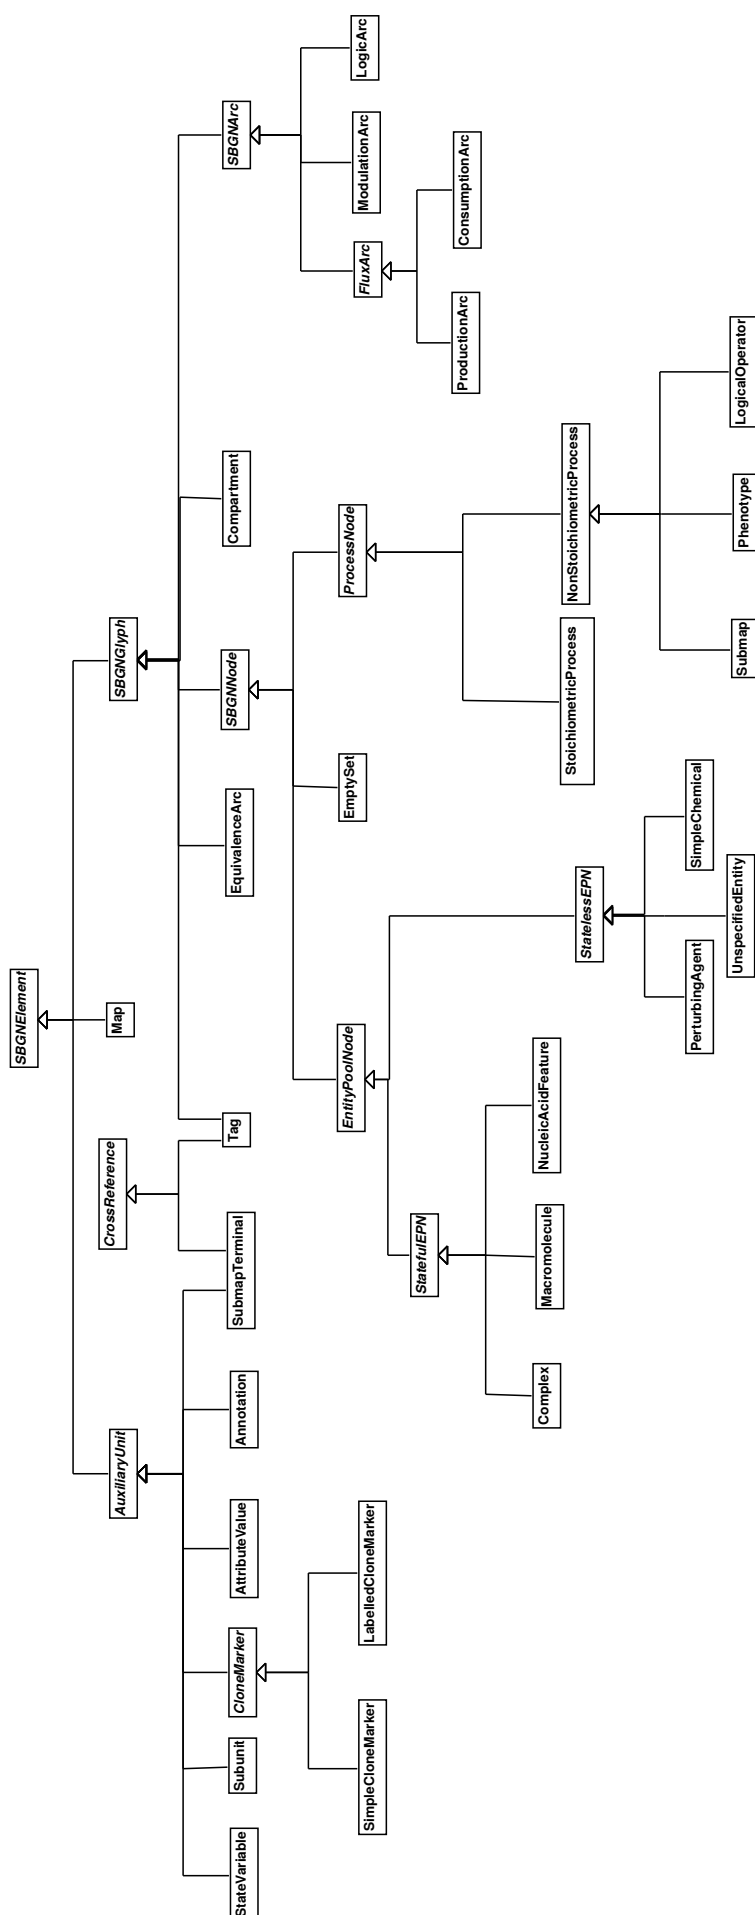 SBGNElement
CrossReference
AuxiliaryUnit
Map
SBGNGlyph
StateVariable
Subunit
CloneMarker
AttributeValue
Annotation
SubmapTerminal
Tag
EquivalenceArc
SBGNNode
Compartment
SBGNArc
SimpleCloneMarker
LabelledCloneMarker
EntityPoolNode
EmptySet
ProcessNode
FluxArc
ModulationArc
LogicArc
StatefulEPN
ProductionArc
ConsumptionArc
Complex
Macromolecule
NucleicAcidFeature
StatelessEPN
StoichiometricProcess
NonStoichiometricProcess
PerturbingAgent
UnspecifiedEntity
SimpleChemical
Submap
Phenotype
LogicalOperator